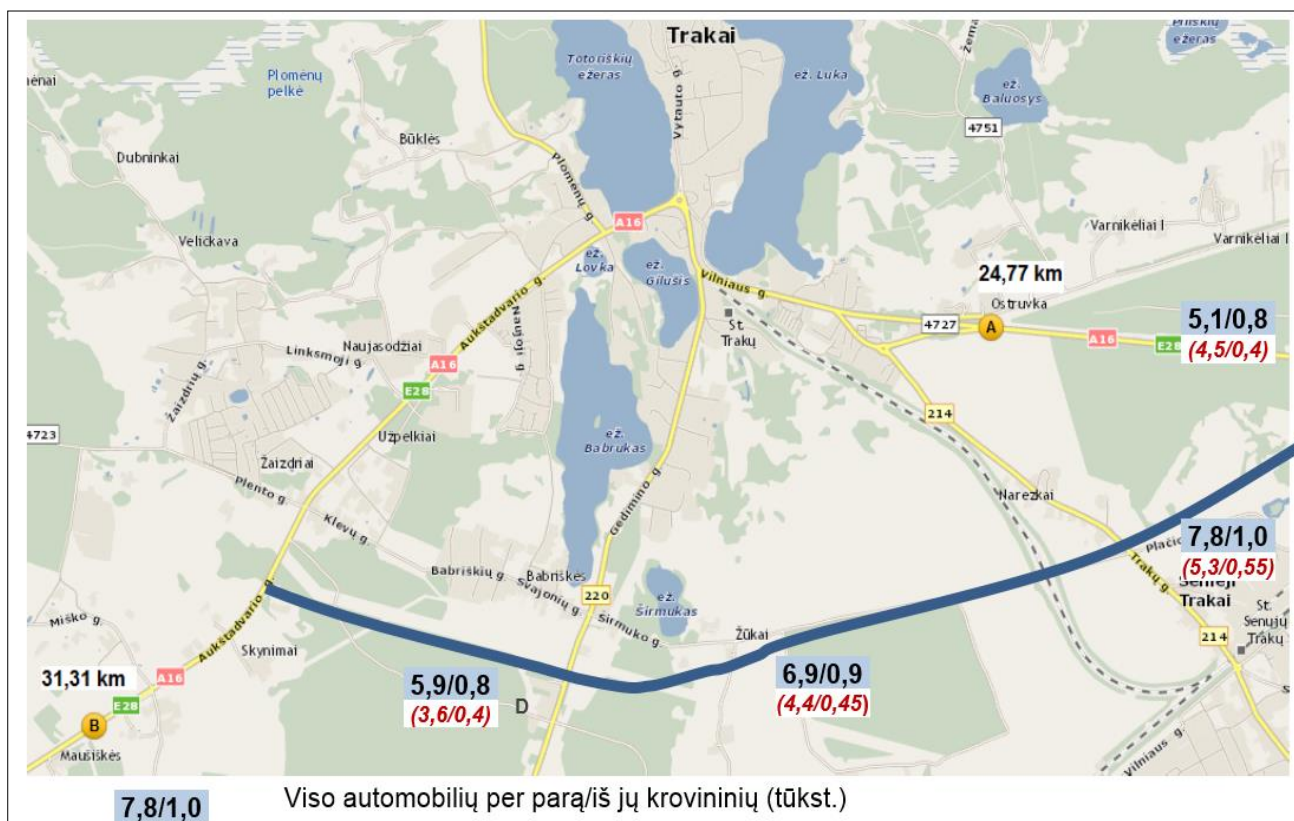 Trakai
Plomėnų
pelkė
Totoriškių
ežeras
ež. Luka
ežeras
ež.
Baluosys
4751
Dubninkai
Būklės
Vytauto g.
Plomėnų g.
A16
Varnikėliai I
Varnikėliai I
Veličkava
ež.
Lovka
ež.
Gilušis
Vilniaus g.
24,77 km
Ostruvka
4727
A
A16
E28
5,1/0,8
(4,5/0,4)
Aukštadvario g.
Naujoji g.
St.
Trakų
Naujasodžiai
Linksmoji g.
Žaizdrių g.
A16
E28
214
4723
Užpelkiai
ež.
Babrukas
Žaizdriai
Plento g.
Klevų g.
Gedimino g.
Narezkai
7,8/1,0
(5,3/0,55)
Babriškių g.
Babriškės
Svajonių g.
220
Širmuko g.
ež.
Širmukas
Žūkai
Trakų g.
Senieji
Trakai
St.
Senųjų
Trakų
214
Miško g.
Aukštadvario g.
Skynimai
31,31 km
A16
E28
B
Maušiškės
5,9/0,8
(3,6/0,4)
D
6,9/0,9
(4,4/0,45)
Vilniaus g.
7,8/1,0
Viso automobilių per parą/iš jų krovininių (tūkst.)